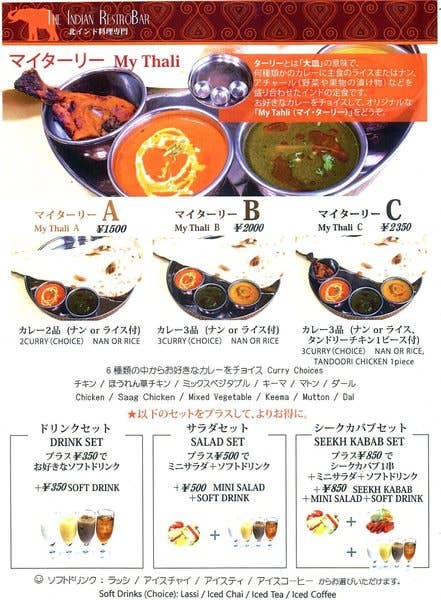 THE INDIAN RESTROBAR
北インド料理専門
マイターリー My Thali
ターリーとは「大皿」の意味で、
何種類かのカレーに主食のライスまたはナン、
アチャール（野菜や果物の漬け物）などを
盛り合わせたインドの定食です。
お好きなカレーをチョイスして、オリジナルな
「My Tahli（マイ・ターリー）」をどうぞ。
マイターリー A
My Thali A ¥1500
カレー2品 （ナン or ライス付）
2CURRY(CHOICE) NAN OR RICE
マイターリー B
My Thali B ¥2000
カレー3品 （ナン or ライス付）
3CURRY(CHOICE) NAN OR RICE
マイターリー C
My Thali C ¥2350
カレー3品 （ナン or ライス、
タンドリーチキン1ピース付）
3CURRY(CHOICE) NAN OR RICE,
TANDOORI CHICKEN 1piece
6種類の中からお好きなカレーをチョイス Curry Choices
チキン / ほうれん草チキン / ミックスベジタブル / キーマ / マトン / ダール
Chicken / Saag Chicken / Mixed Vegetable / Keema / Mutton / Dal
★以下のセットをプラスして、よりお得に。
ドリンクセット
DRINK SET
プラス¥350で
お好きなソフトドリンク
+¥350 SOFT DRINK
サラダセット
SALAD SET
プラス¥500で
ミニサラダ+ソフトドリンク
+¥500 MINI SALAD
+SOFT DRINK
+
シークカバブセット
SEEKH KABAB SET
プラス¥850で
シークカバブ1串
+ミニサラダ+ソフトドリンク
+¥850 SEEKH KABAB
+MINI SALAD+SOFT DRINK
+
+
☺ ソフトドリンク：ラッシ / アイスチャイ / アイスティ / アイスコーヒー からお選びいただけます。
Soft Drinks (Choice): Lassi / Iced Chai / Iced Tea / Iced Coffee